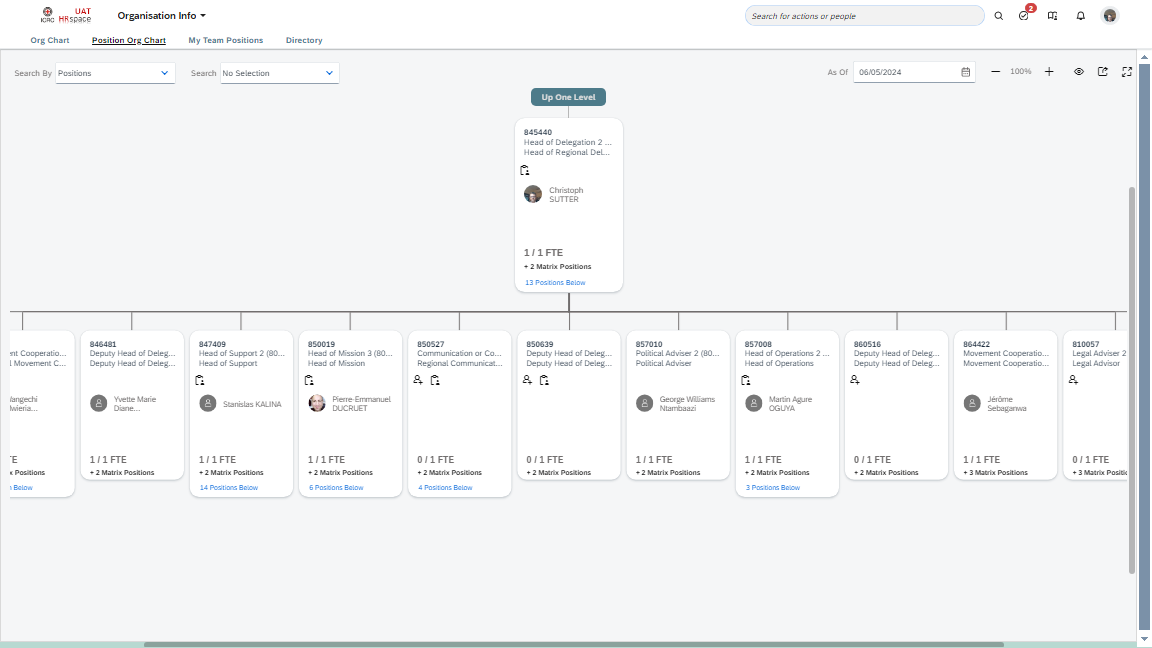 ICRC
UAT
HRspace
Organisation Info
Search for actions or people
2
Org Chart
Position Org Chart
My Team Positions
Directory
Search By
Positions
Search
No Selection
As Of
06/05/2024
100%
Up One Level
845440
Head of Delegation 2 ...
Head of Regional Del...
Christoph
SUTTER
1 / 1 FTE
+ 2 Matrix Positions
13 Positions Below
ent Cooperatio...
l Movement C...
Wangechi
Mwieria...
TE
x Positions
n Below
846481
Deputy Head of Deleg...
Deputy Head of Deleg...
Yvette Marie
Diane...
1 / 1 FTE
+ 2 Matrix Positions
847409
Head of Support 2 (80...
Head of Support
Stanislas KALINA
1 / 1 FTE
+ 2 Matrix Positions
14 Positions Below
850019
Head of Mission 3 (80...
Head of Mission
Pierre-Emmanuel
DUCRUET
1 / 1 FTE
+ 2 Matrix Positions
6 Positions Below
850527
Communication or Co...
Regional Communicat...
0 / 1 FTE
+ 2 Matrix Positions
4 Positions Below
850639
Deputy Head of Deleg...
Deputy Head of Deleg...
0 / 1 FTE
+ 2 Matrix Positions
857010
Political Adviser 2 (80...
Political Adviser
George Williams
Ntambaazi
1 / 1 FTE
+ 2 Matrix Positions
857008
Head of Operations 2 ...
Head of Operations
Martin Agure
OGUYA
1 / 1 FTE
+ 2 Matrix Positions
3 Positions Below
860516
Deputy Head of Deleg...
Deputy Head of Deleg...
0 / 1 FTE
+ 2 Matrix Positions
864422
Movement Cooperatio...
Movement Cooperatio...
Jérôme
Sebaganwa
1 / 1 FTE
+ 3 Matrix Positions
810057
Legal Adviser 2
Legal Advisor
0 / 1 FTE
+ 3 Matrix Positi